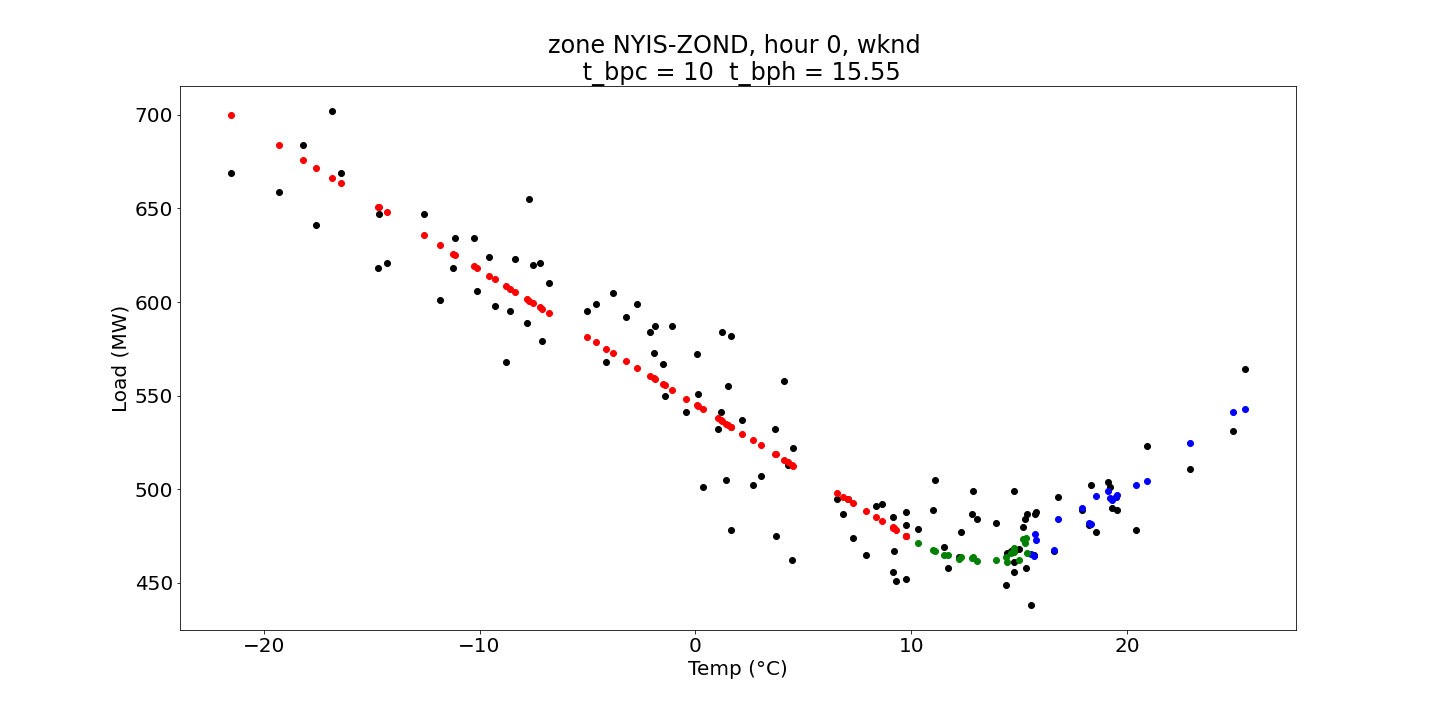 zone NYIS-ZOND, hour 0, wknd
t_bpc = 10 t_bph = 15.55
700
650
600
550
500
450
Load (MW)
−20 −10 0 10 20
Temp (°C)